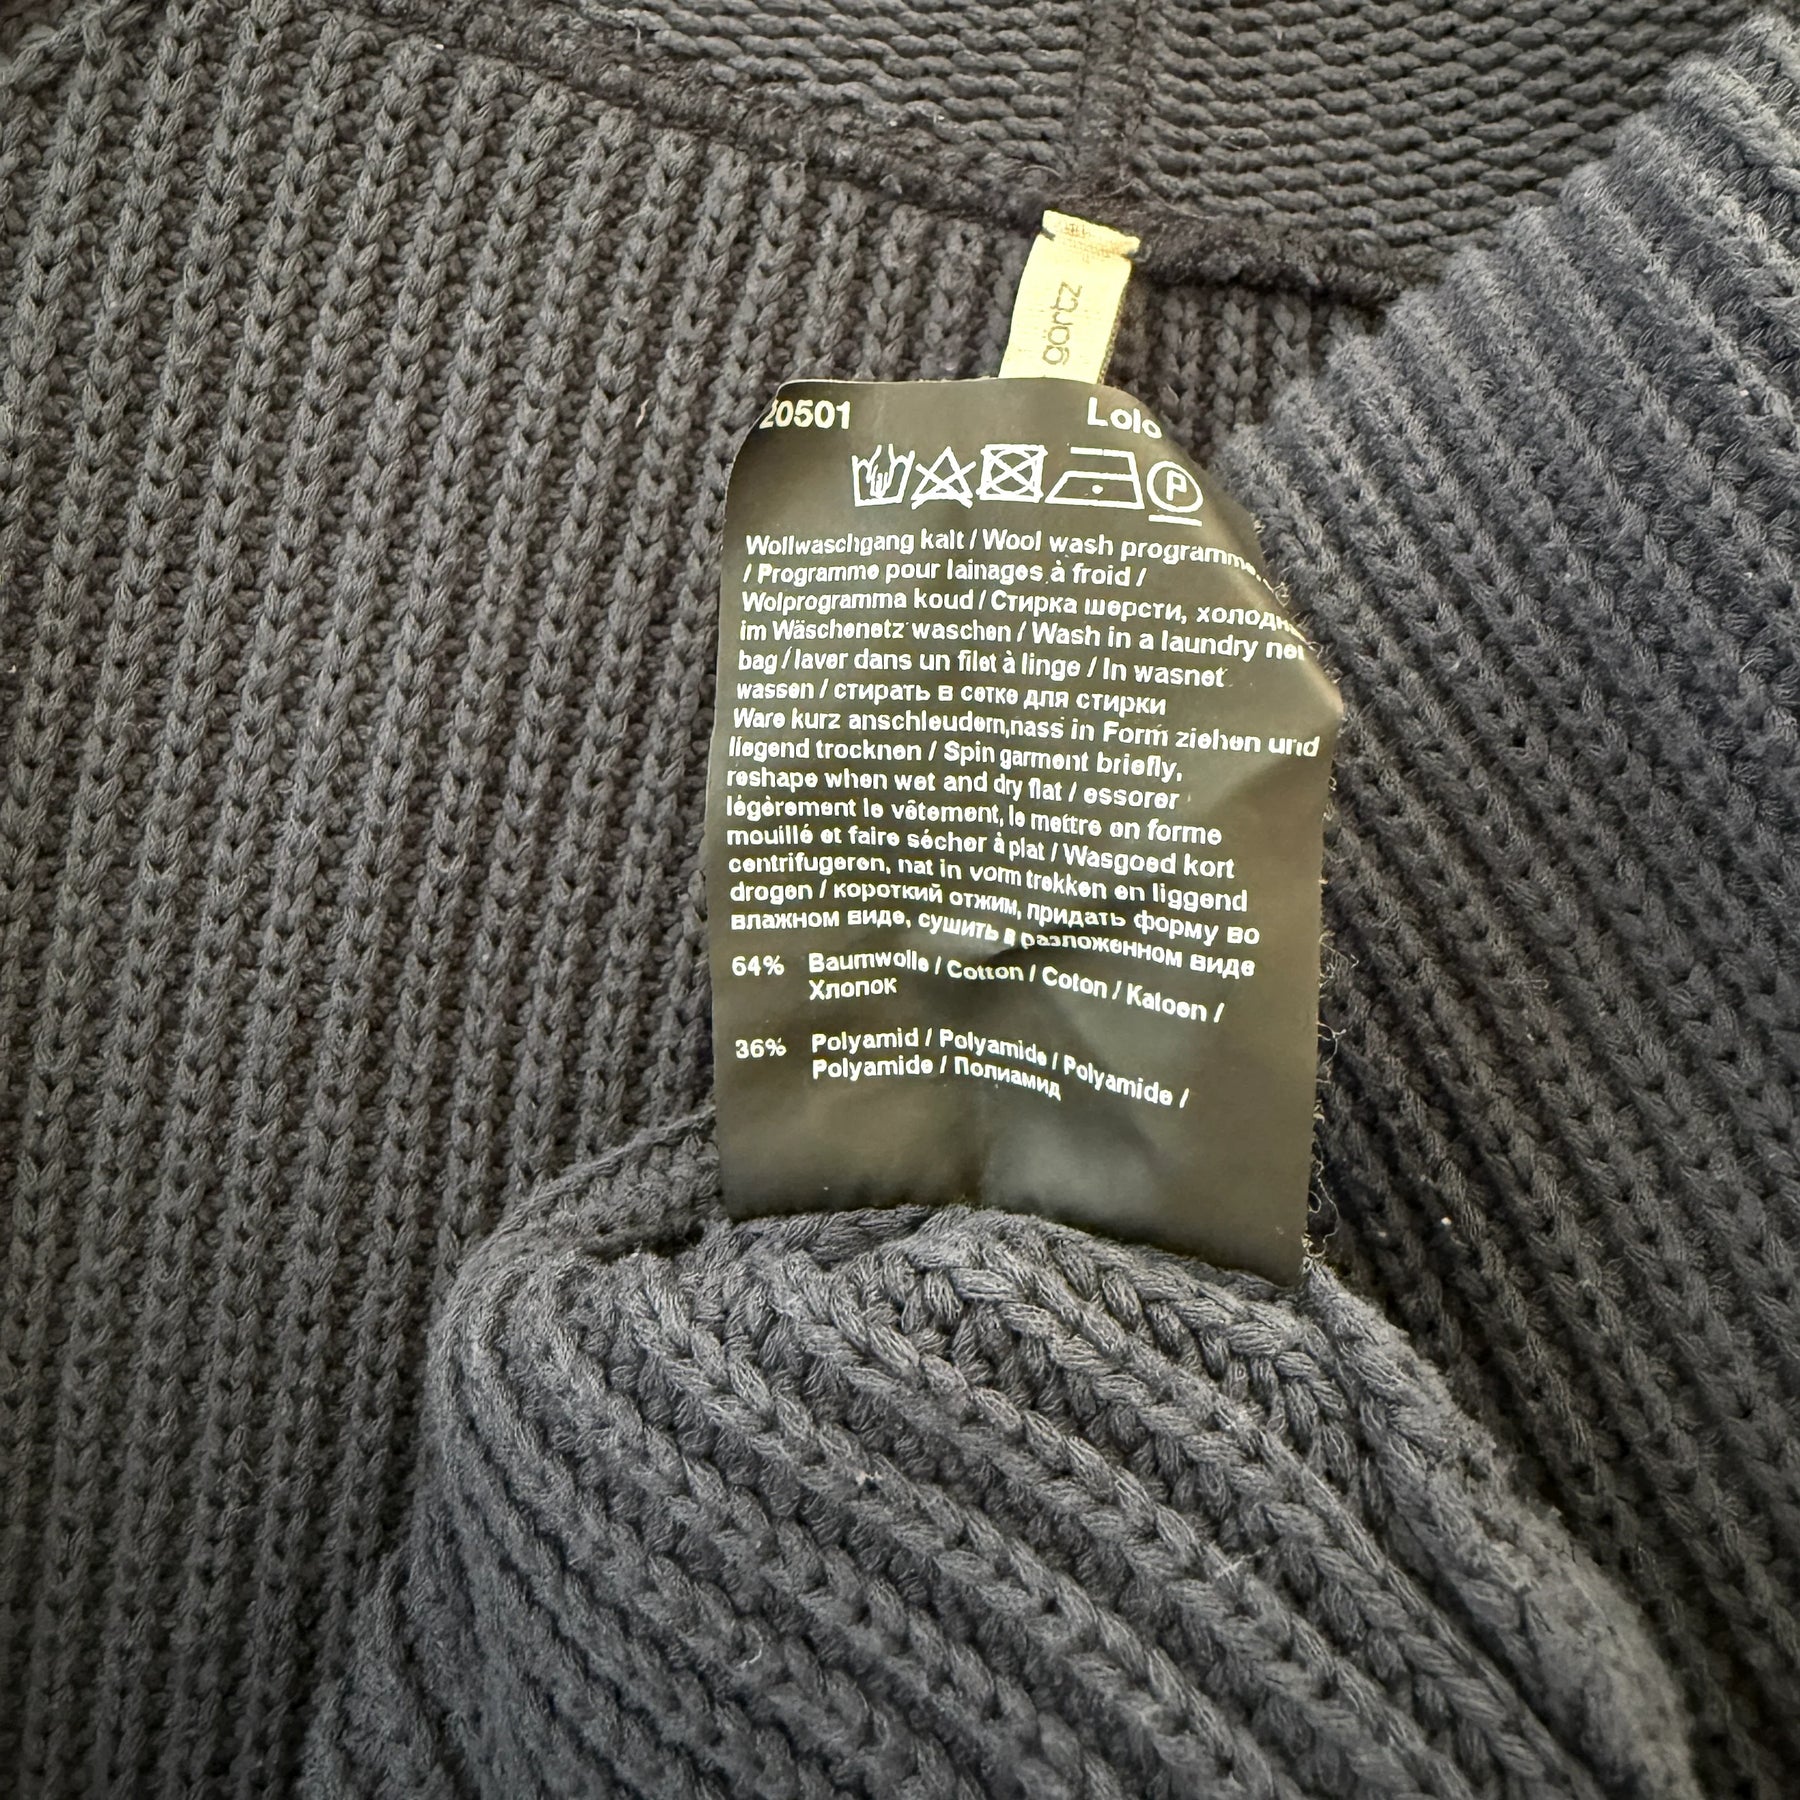 görtz
20501
Lolo
P
Wollwaschgang kalt / Wool wash programme,
/ Programme pour lainages à froid /
Wolprogramma koud / Стирка шерсти,
im Wäschenetz waschen / Wash in a laundry net
bag / laver dans un filet à linge / In wasnet
wassen / стирать в сетке для стирки
Ware kurz anschleudern,nass in Form ziehen und
liegend trocknen / Spin garment briefly,
reshape when wet and dry flat / essorer
légèrement le vêtement, le mettre en forme
mouillé et faire sécher à plat / Wasgoed kort
centrifugeren, nat in vorm trekken en liggend
drogen / короткий отжим, придать форму во
влажном виде, сушить в разложенном виде
64% Baumwolle / Cotton / Coton / Katoen /
Хлопок
36% Polyamid / Polyamide / Polyamide /
Polyamide / Полиамид